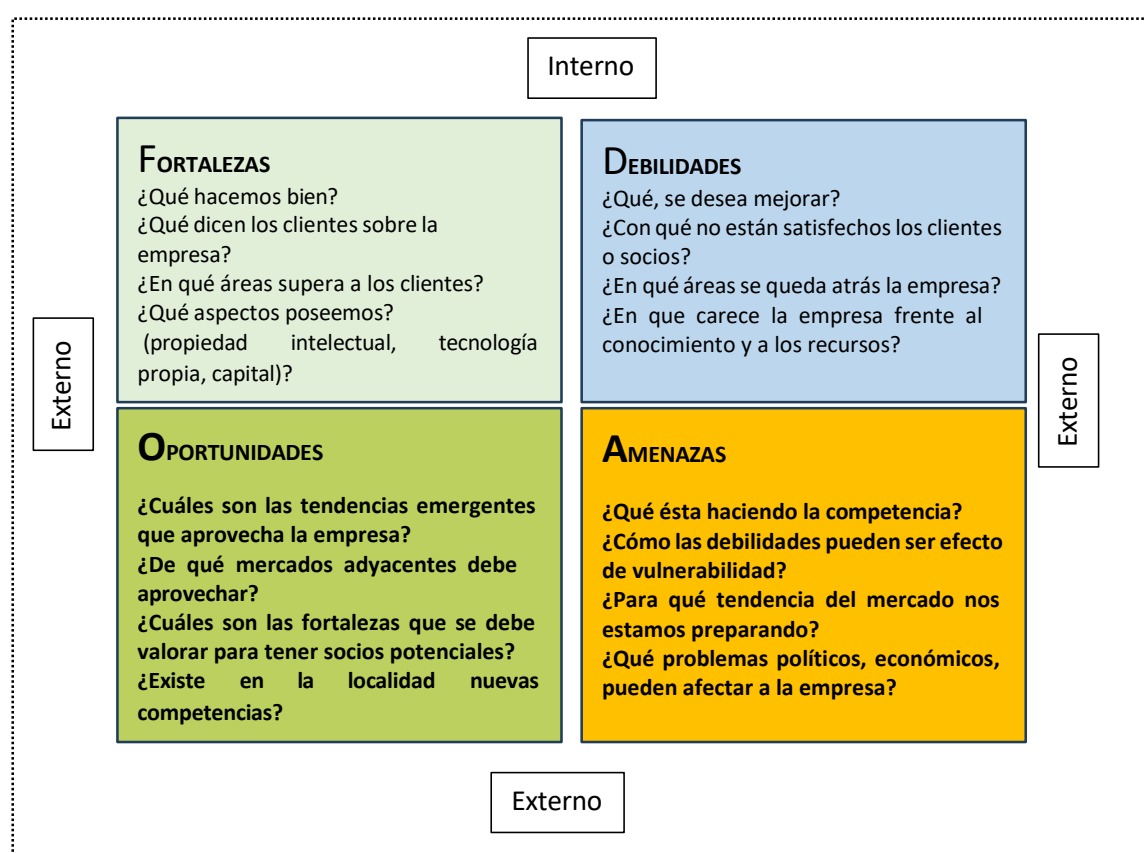 Interno
FORTALEZAS
¿Qué hacemos bien?
¿Qué dicen los clientes sobre la
empresa?
¿En qué áreas supera a los clientes?
¿Qué aspectos poseemos?
(propiedad intelectual, tecnología
propia, capital)?
DEBILIDADES
¿Qué, se desea mejorar?
¿Con qué no están satisfechos los clientes
o socios?
¿En qué áreas se queda atrás la empresa?
¿En que carece la empresa frente al
conocimiento y a los recursos?
Externo
Externo
OPORTUNIDADES
¿Cuáles son las tendencias emergentes
que aprovecha la empresa?
¿De qué mercados adyacentes debe
aprovechar?
¿Cuáles son las fortalezas que se debe
valorar para tener socios potenciales?
¿Existe en la localidad nuevas
competencias?
AMENAZAS
¿Qué ésta haciendo la competencia?
¿Cómo las debilidades pueden ser efecto
de vulnerabilidad?
¿Para qué tendencia del mercado nos
estamos preparando?
¿Qué problemas políticos, económicos,
pueden afectar a la empresa?
Externo